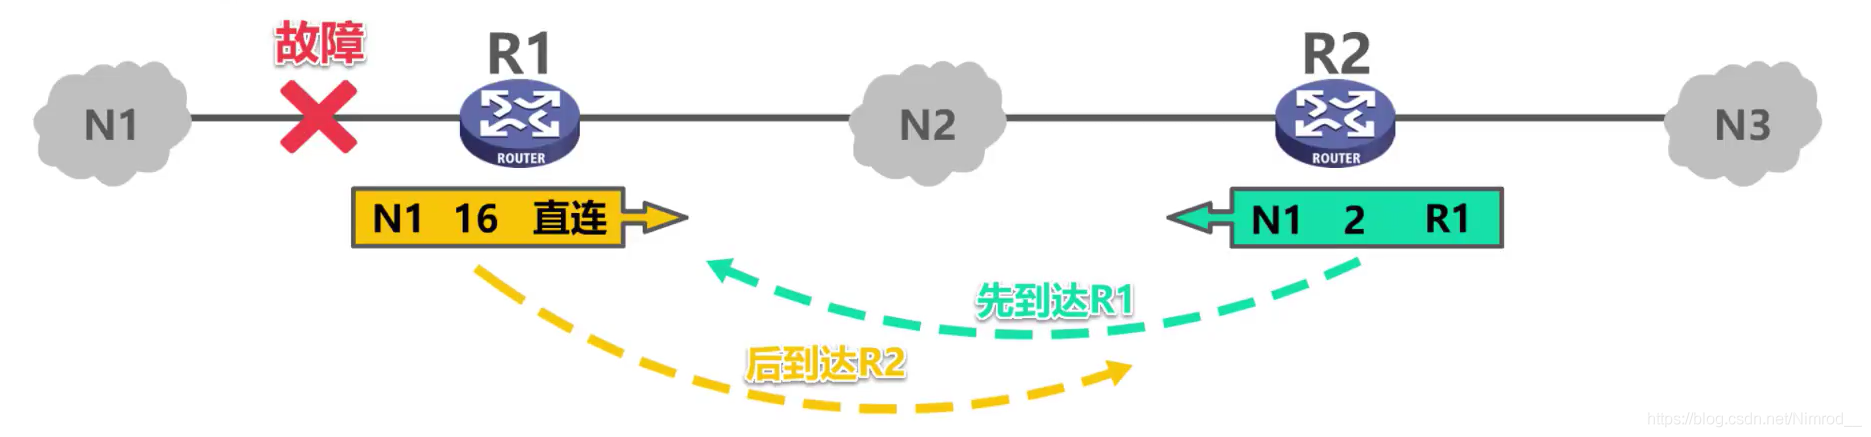 故障
R1
R2
N1
N2
N3
ROUTER
ROUTER
N1 16 直连
N1 2 R1
先到达R1
后到达R2
https://blog.csdn.net/Nimrod__